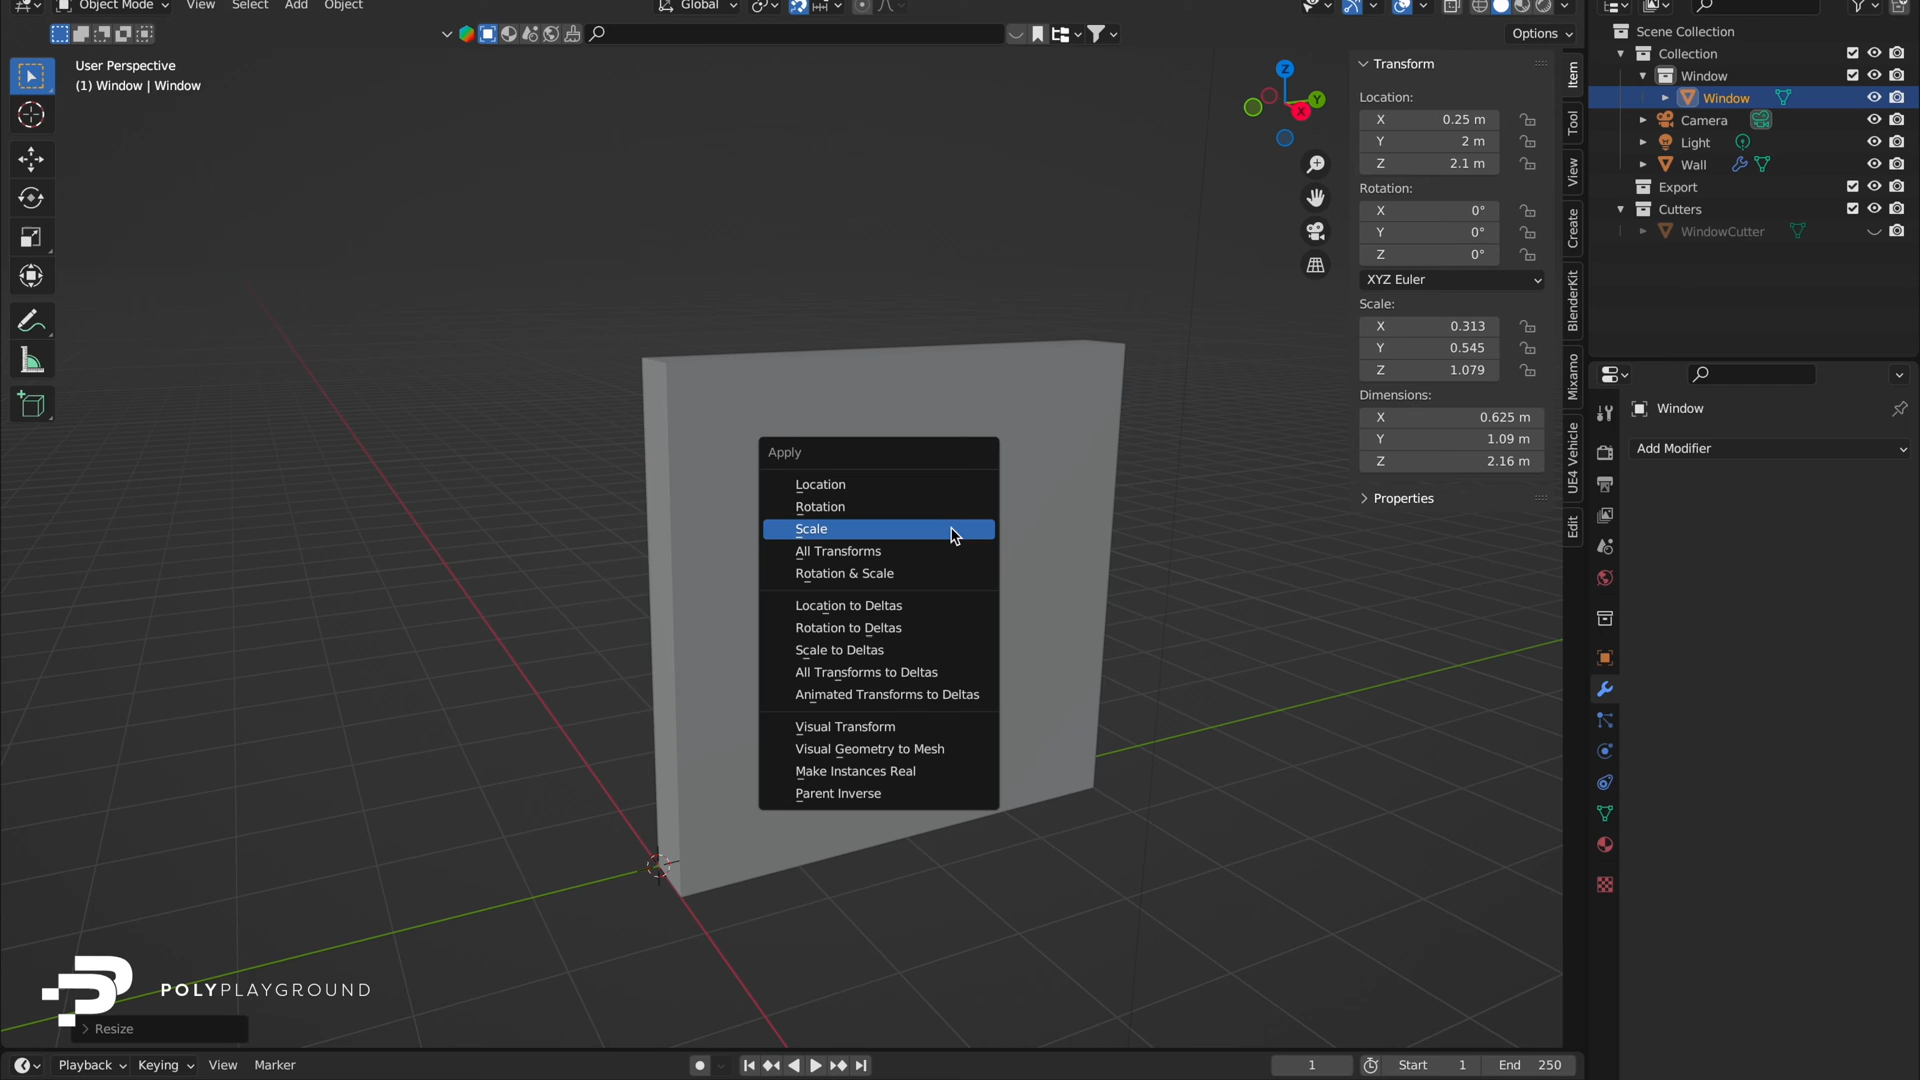 Object Mode
View
Select
Add
Object
Global
Options
User Perspective
(1) Window | Window
Z
Y
X
Transform
Location:
X 0.25 m
Y 2 m
Z 2.1 m
Rotation:
X 0°
Y 0°
Z 0°
XYZ Euler
Scale:
X 0.313
Y 0.545
Z 1.079
Dimensions:
X 0.625 m
Y 1.09 m
Z 2.16 m
Properties
Item
Tool
View
Create
BlenderKit
Mixamo
UE4 Vehicle
Edit
Scene Collection
Collection
Window
Window
Camera
Light
Wall
Export
Cutters
WindowCutter
Window
Add Modifier
Apply
Location
Rotation
Scale
All Transforms
Rotation & Scale
Location to Deltas
Rotation to Deltas
Scale to Deltas
All Transforms to Deltas
Animated Transforms to Deltas
Visual Transform
Visual Geometry to Mesh
Make Instances Real
Parent Inverse
POLYPLAYGROUND
Resize
Playback
Keying
View
Marker
1
Start 1
End 250